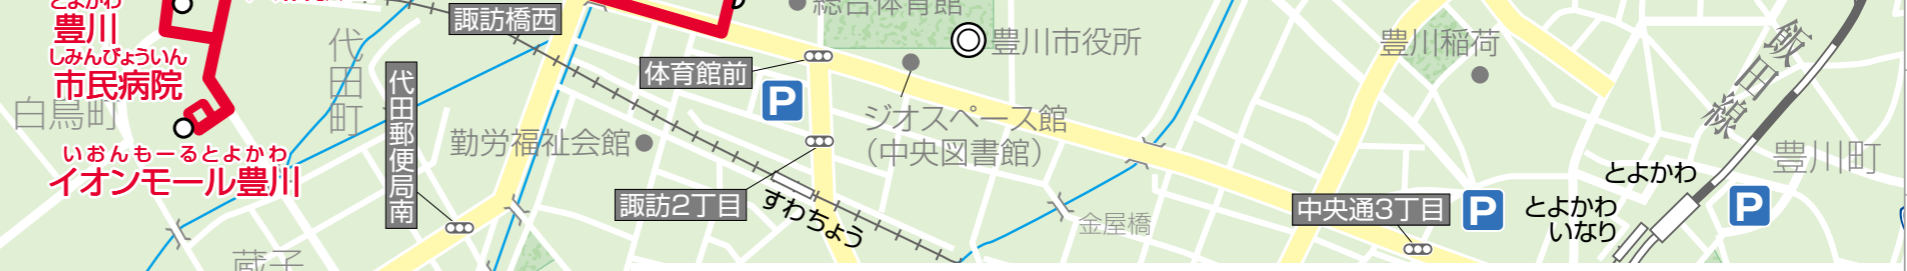 とよかわ
豊川
しみんびょういん
市民病院
白鳥町
いおんもーるとよかわ
イオンモール豊川
代田町
代田郵便局南
蔵子
諏訪橋西
勤労福祉会館
体育館前
P
諏訪2丁目
すわちょう
総合体育館
豊川市役所
ジオスペース館
(中央図書館)
金屋橋
豊川稲荷
中央通3丁目
P
とよかわ
いなり
とよかわ
飯田線
P
豊川町